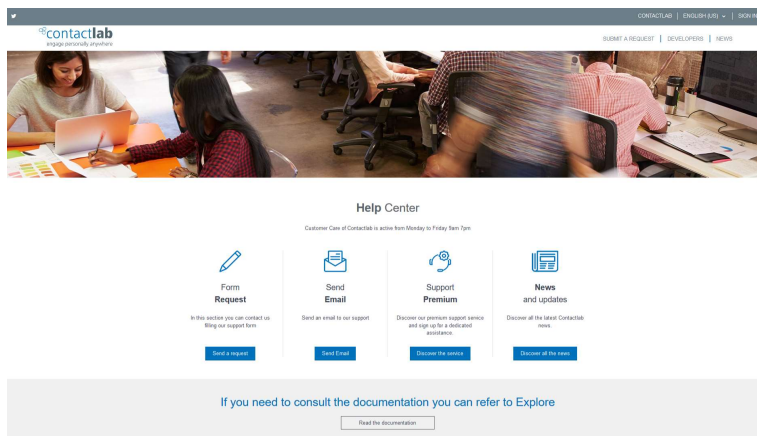 CONTACTLAB
ENGLISH (US)
SIGN IN
contactlab
engage personally anywhere
SUBMIT A REQUEST
DEVELOPERS
NEWS
Help Center
Customer Care of Contactlab is active from Monday to Friday 9am 7pm
Form
Request
In this section you can contact us
filling our support form
Send a request
Send
Email
Send an email to our support
Send Email
Support
Premium
Discover our premium support service
and sign up for a dedicated
assistance.
Discover the service
News
and updates
Discover all the latest Contactlab
news.
Discover all the news
If you need to consult the documentation you can refer to Explore
Read the documentation